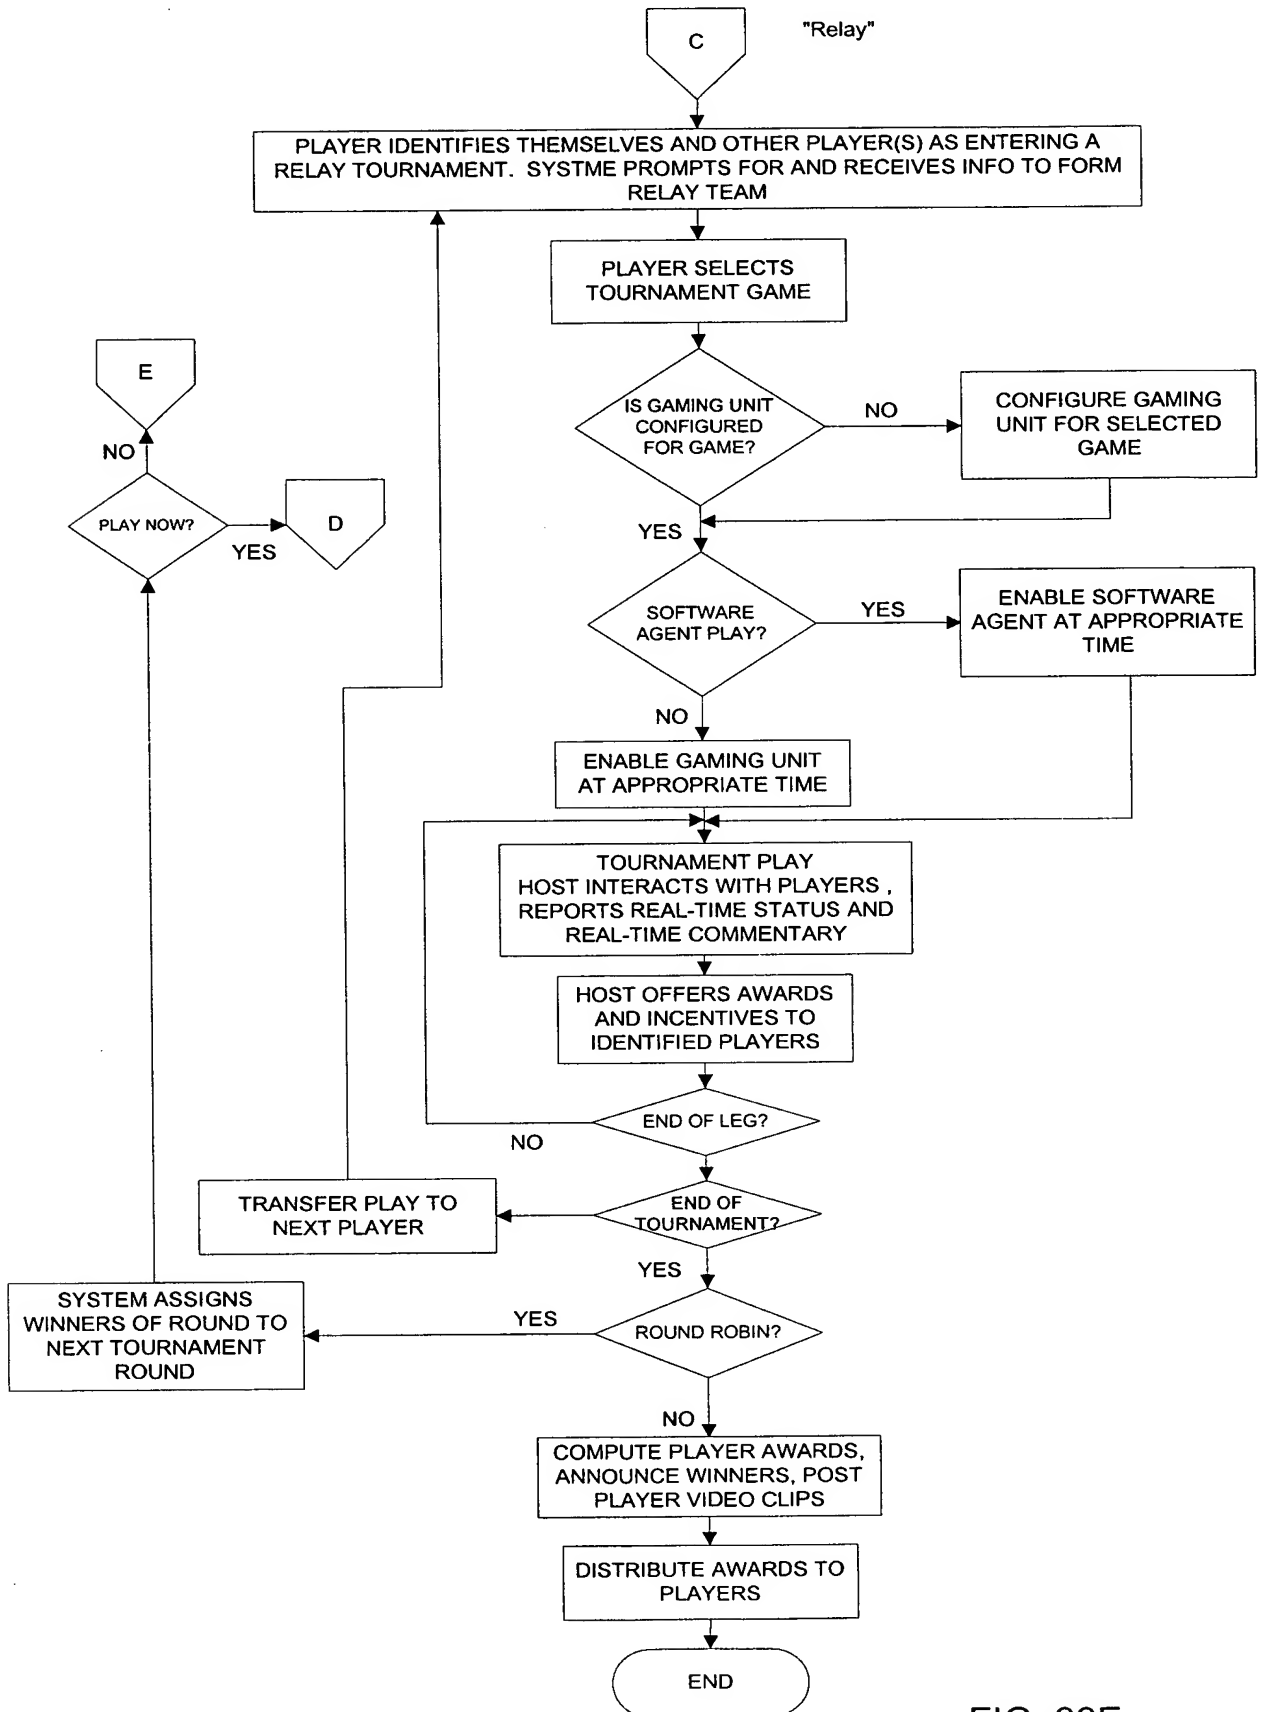 C
"Relay"
PLAYER IDENTIFIES THEMSELVES AND OTHER PLAYER(S) AS ENTERING A
RELAY TOURNAMENT. SYSTME PROMPTS FOR AND RECEIVES INFO TO FORM
RELAY TEAM
PLAYER SELECTS
TOURNAMENT GAME
IS GAMING UNIT
CONFIGURED
FOR GAME?
NO
CONFIGURE GAMING
UNIT FOR SELECTED
GAME
E
NO
PLAY NOW?
YES
D
YES
SOFTWARE
AGENT PLAY?
YES
ENABLE SOFTWARE
AGENT AT APPROPRIATE
TIME
NO
ENABLE GAMING UNIT
AT APPROPRIATE TIME
TOURNAMENT PLAY
HOST INTERACTS WITH PLAYERS ,
REPORTS REAL-TIME STATUS AND
REAL-TIME COMMENTARY
HOST OFFERS AWARDS
AND INCENTIVES TO
IDENTIFIED PLAYERS
END OF LEG?
NO
END OF
TOURNAMENT?
TRANSFER PLAY TO
NEXT PLAYER
YES
ROUND ROBIN?
YES
SYSTEM ASSIGNS
WINNERS OF ROUND TO
NEXT TOURNAMENT
ROUND
NO
COMPUTE PLAYER AWARDS,
ANNOUNCE WINNERS, POST
PLAYER VIDEO CLIPS
DISTRIBUTE AWARDS TO
PLAYERS
END